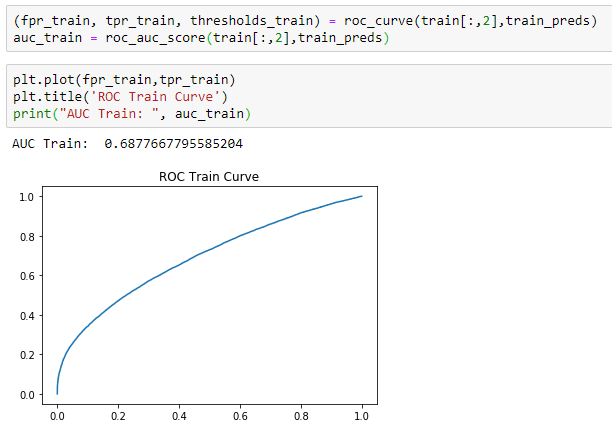 (fpr_train, tpr_train, thresholds_train) = roc_curve(train[:,2],train_preds)
auc_train = roc_auc_score(train[:,2],train_preds)
plt.plot(fpr_train,tpr_train)
plt.title('ROC Train Curve')
print("AUC Train: ", auc_train)
AUC Train:  0.6877667795585204
ROC Train Curve
1.0
0.8
0.6
0.4
0.2
0.0
0.0 0.2 0.4 0.6 0.8 1.0